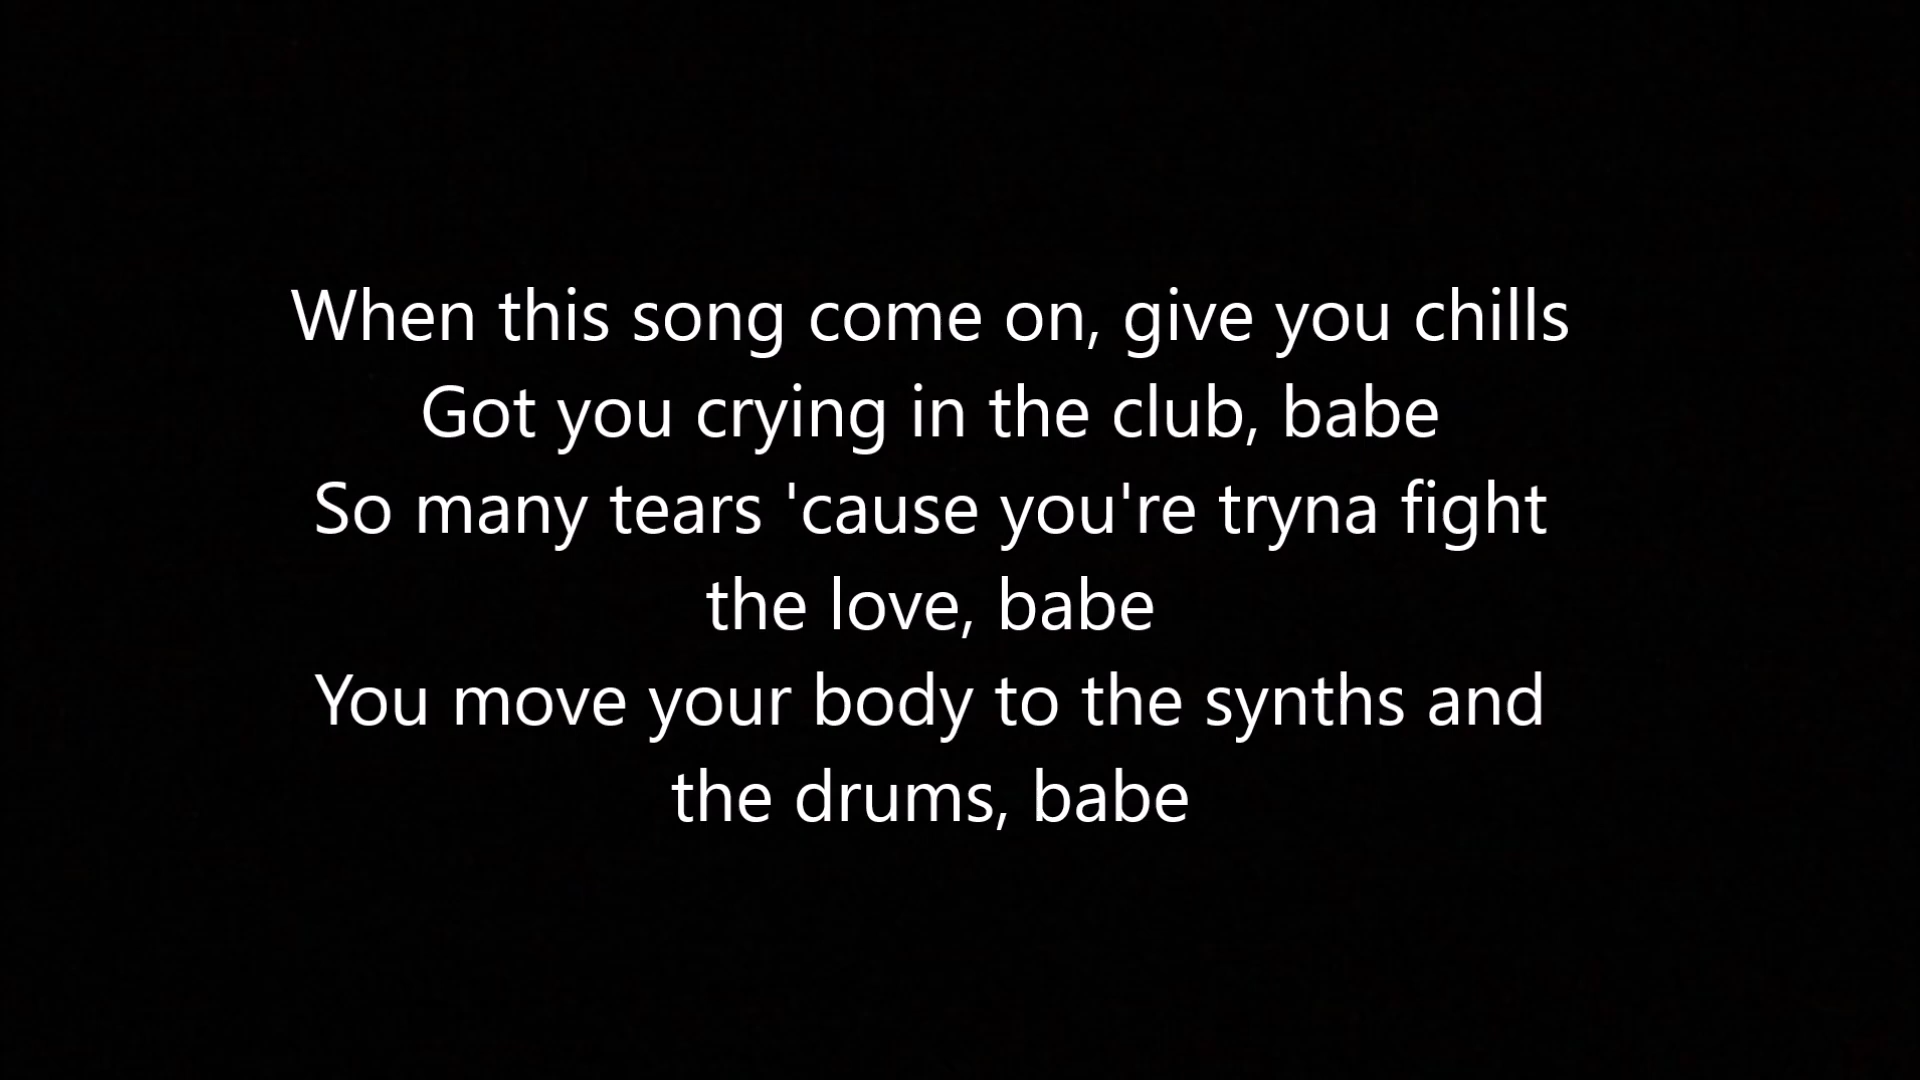 When this song come on, give you chills
Got you crying in the club, babe
So many tears 'cause you're tryna fight
the love, babe
You move your body to the synths and
the drums, babe